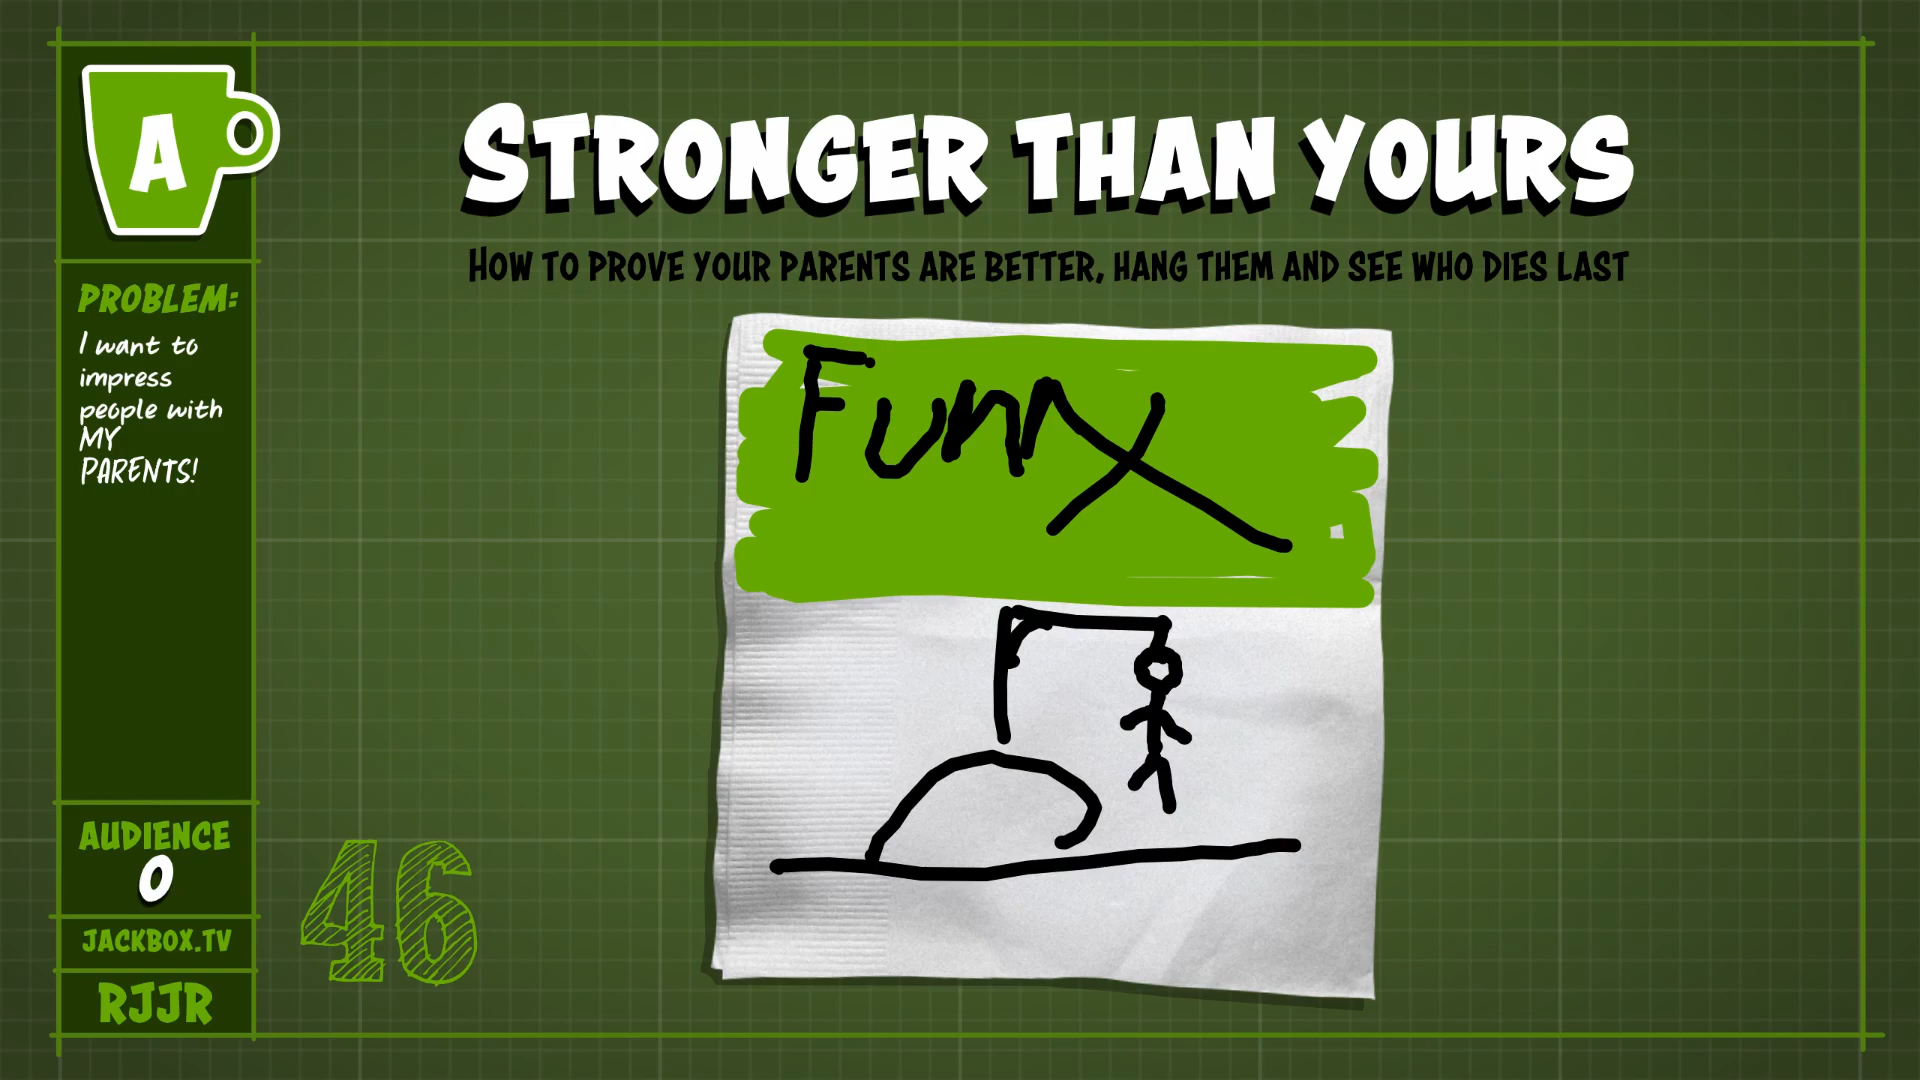 A
STRONGER THAN YOURS
HOW TO PROVE YOUR PARENTS ARE BETTER, HANG THEM AND SEE WHO DIES LAST
PROBLEM:
I want to
impress
people with
MY
PARENTS!
Funny
AUDIENCE
0
JACKBOX.TV
RJJR
46